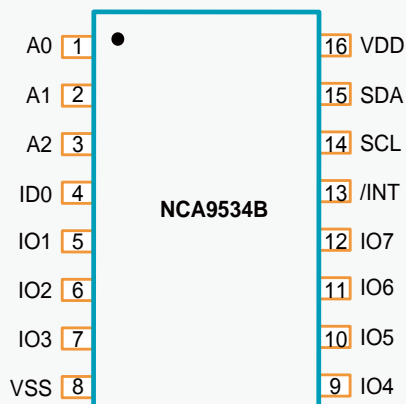 A0 1 16 VDD
A1 2 15 SDA
A2 3 14 SCL
ID0 4 13 /INT
NCA9534B
IO1 5 12 IO7
IO2 6 11 IO6
IO3 7 10 IO5
VSS 8 9 IO4